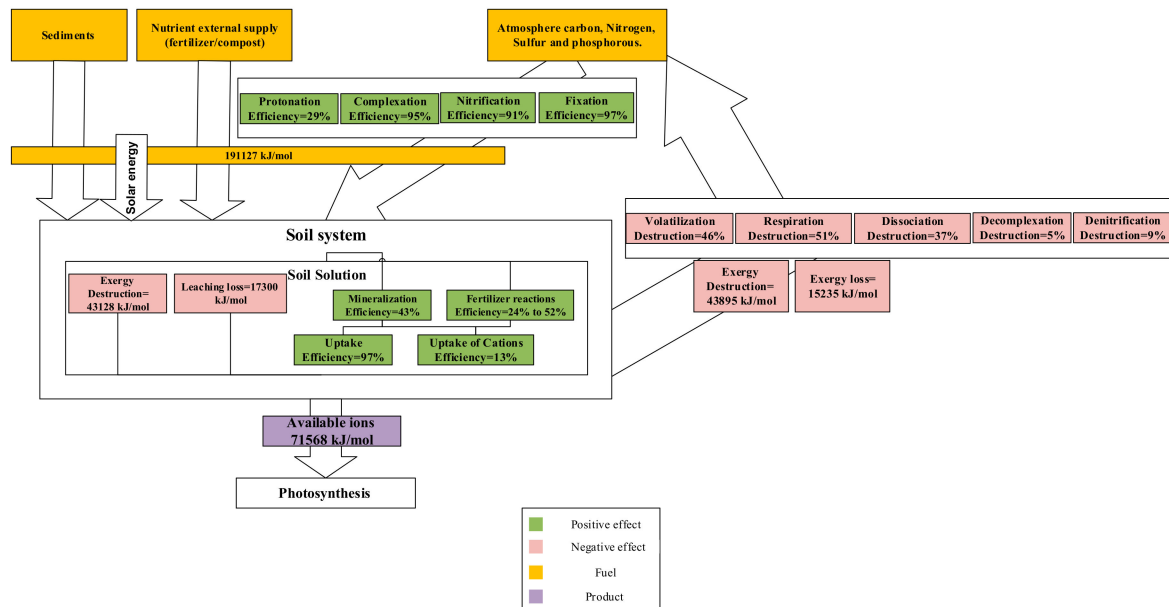 Sediments
Nutrient external supply
(fertilizer/compost)
Atmosphere carbon, Nitrogen,
Sulfur and phosphorous.
Protonation
Efficiency=29%
Complexation
Efficiency=95%
Nitrification
Efficiency=91%
Fixation
Efficiency=97%
191127 kJ/mol
Solar energy
Volatilization
Destruction=46%
Respiration
Destruction=51%
Dissociation
Destruction=37%
Decomplexation
Destruction=5%
Denitrification
Destruction=9%
Exergy
Destruction=
43895 kJ/mol
Exergy loss=
15235 kJ/mol
Soil system
Soil Solution
Exergy
Destruction=
43128 kJ/mol
Leaching loss=17300
kJ/mol
Mineralization
Efficiency=43%
Fertilizer reactions
Efficiency=24% to 52%
Uptake
Efficiency=97%
Uptake of Cations
Efficiency=13%
Available ions
71568 kJ/mol
Photosynthesis
Positive effect
Negative effect
Fuel
Product